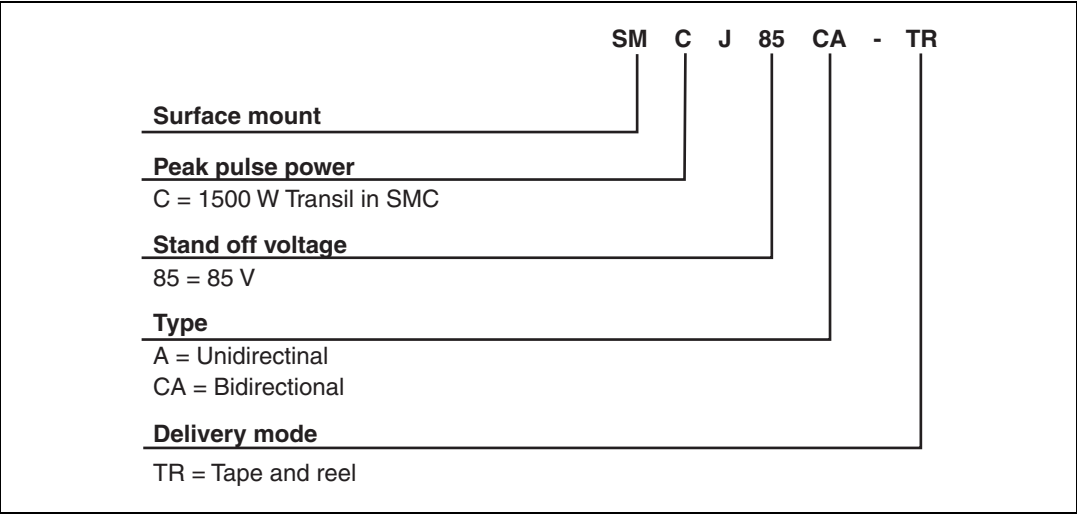 SM C J 85 CA - TR
Surface mount
Peak pulse power
C = 1500 W Transil in SMC
Stand off voltage
85 = 85 V
Type
A = Unidirectinal
CA = Bidirectional
Delivery mode
TR = Tape and reel